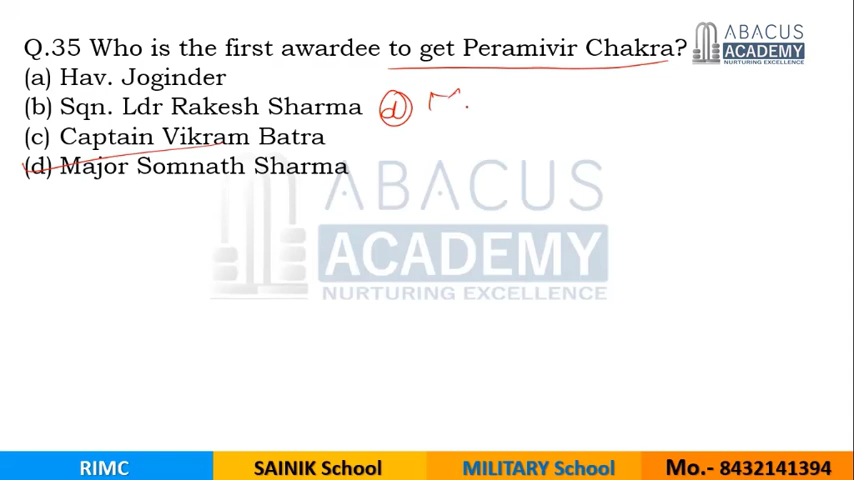 Q.35 Who is the first awardee to get Peramivir Chakra?
(a) Hav. Joginder
(b) Sqn. Ldr Rakesh Sharma
(c) Captain Vikram Batra
(d) Major Somnath Sharma
d
ABACUS
ACADEMY
NURTURING EXCELLENCE
ABACUS
ACADEMY
NURTURING EXCELLENCE
RIMC SAINIK School MILITARY School Mo.- 8432141394